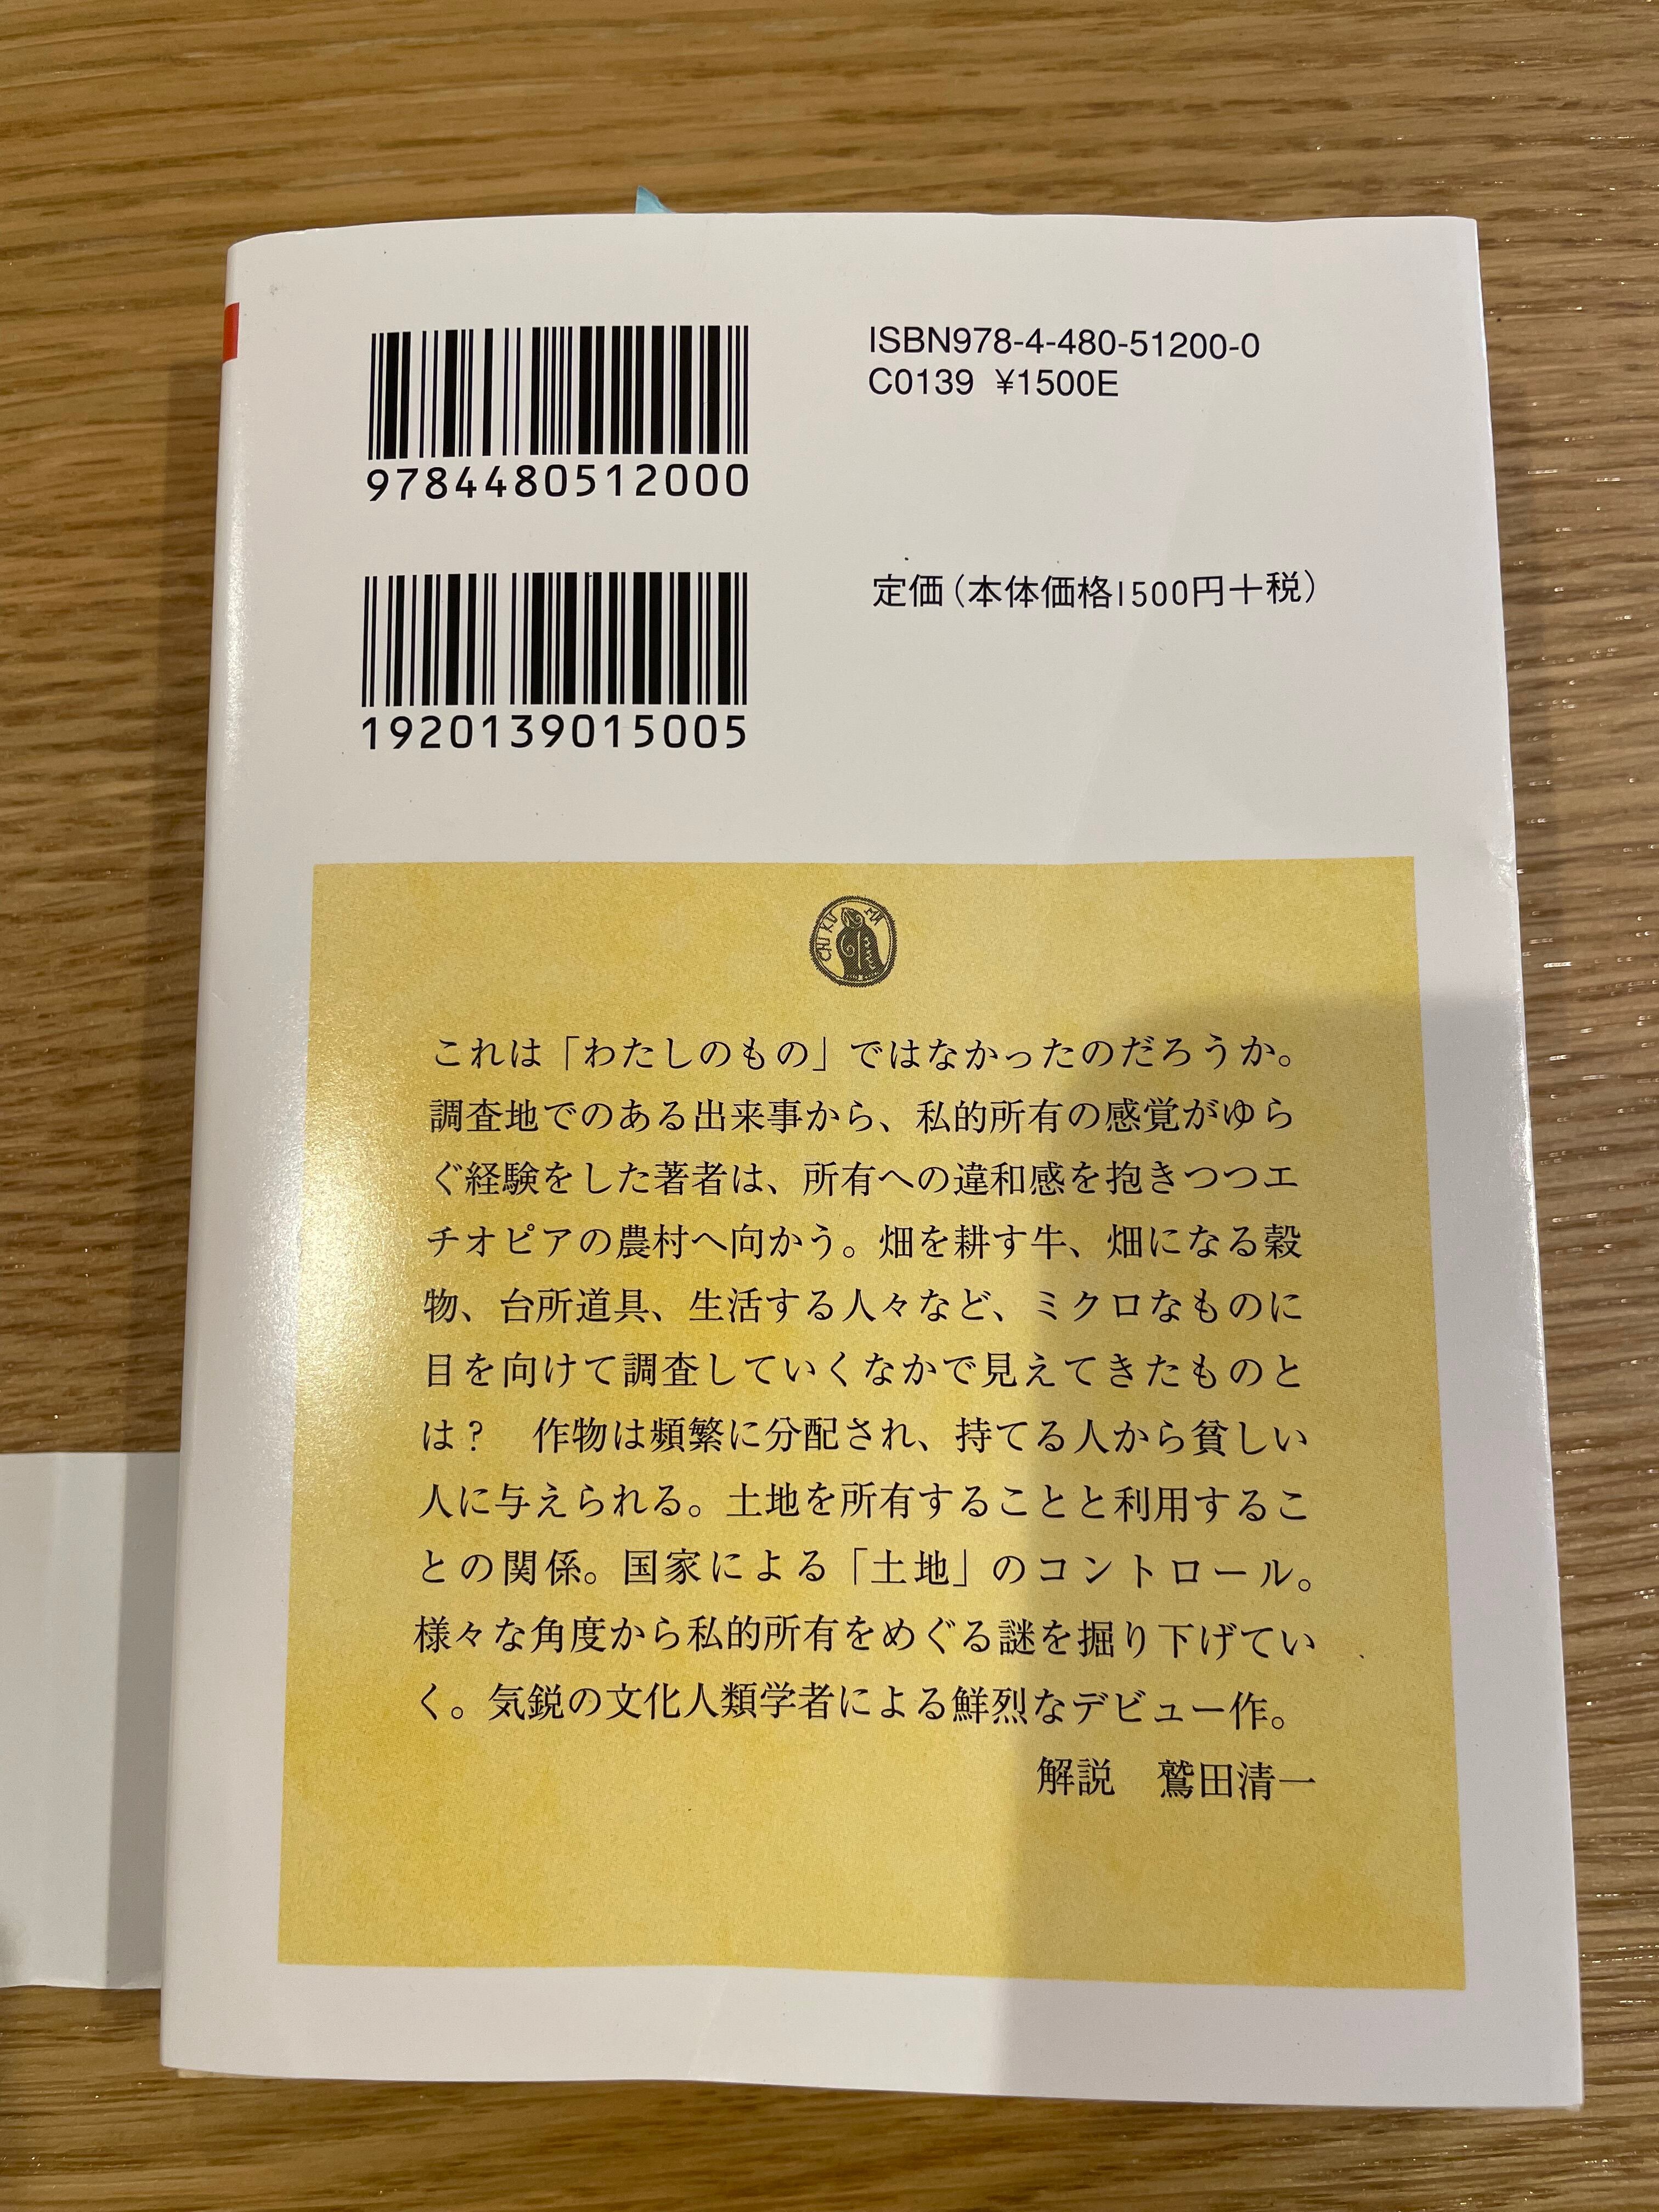 ISBN978-4-480-51200-0
C0139 ¥1500E
9784480512000
定価(本体価格1500円+税)
1920139015005
CHIKUMA
これは「わたしのもの」ではなかったのだろうか。
調査地でのある出来事から、私的所有の感覚がゆら
ぐ経験をした著者は、所有への違和感を抱きつつエ
チオピアの農村へ向かう。畑を耕す牛、畑になる穀
物、台所道具、生活する人々など、ミクロなものに
目を向けて調査していくなかで見えてきたものと
は?　作物は頻繁に分配され、持てる人から貧しい
人に与えられる。土地を所有することと利用するこ
との関係。国家による「土地」のコントロール。
様々な角度から私的所有をめぐる謎を掘り下げてい
く。気鋭の文化人類学者による鮮烈なデビュー作。
解説　鷲田清一